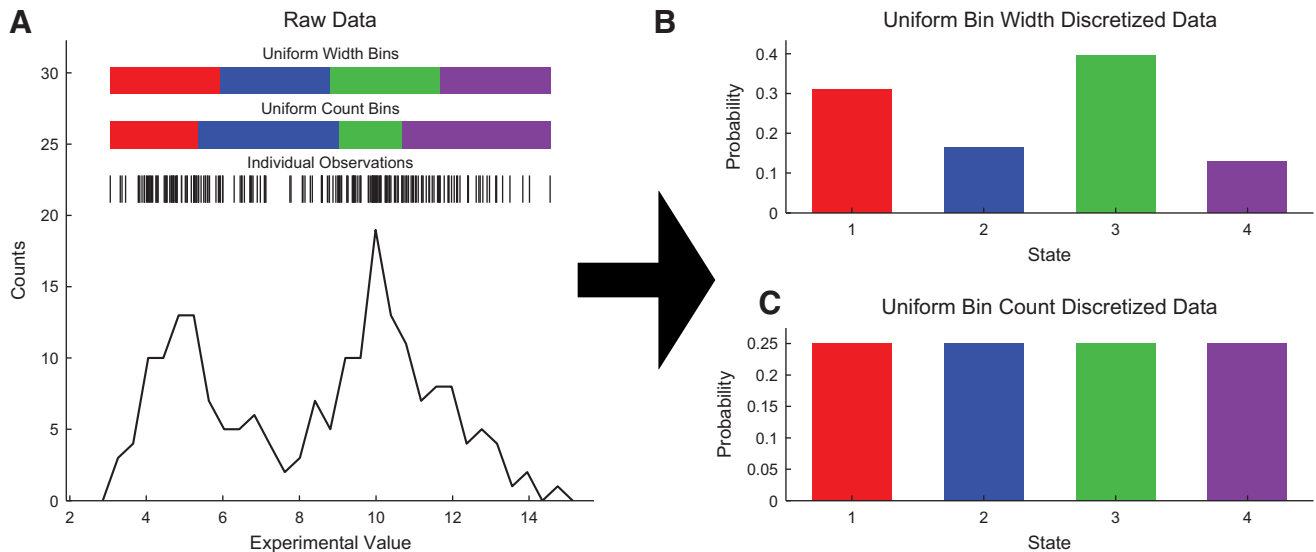 A
Raw Data
Uniform Width Bins
Uniform Count Bins
Individual Observations
Counts
30
25
20
15
10
5
0
2 4 6 8 10 12 14
Experimental Value
B
Uniform Bin Width Discretized Data
Probability
0.4
0.3
0.2
0.1
0
1 2 3 4
State
C
Uniform Bin Count Discretized Data
Probability
0.25
0.2
0.15
0.1
0.05
0
1 2 3 4
State